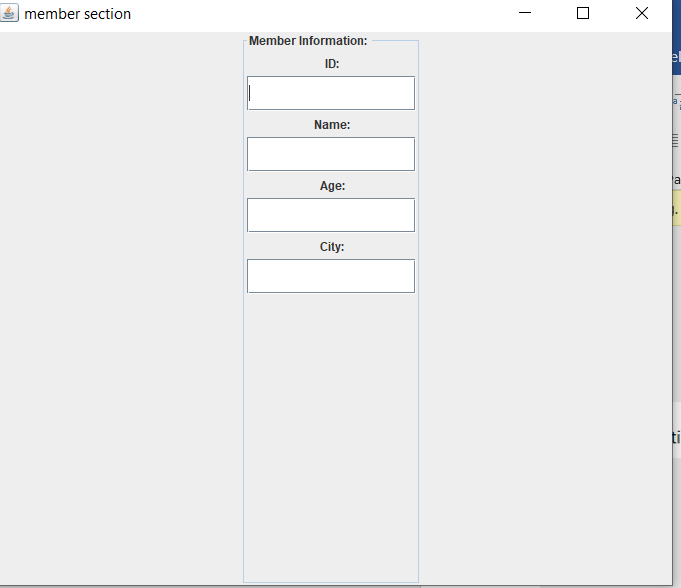 member section
Member Information:
ID:
Name:
Age:
City: